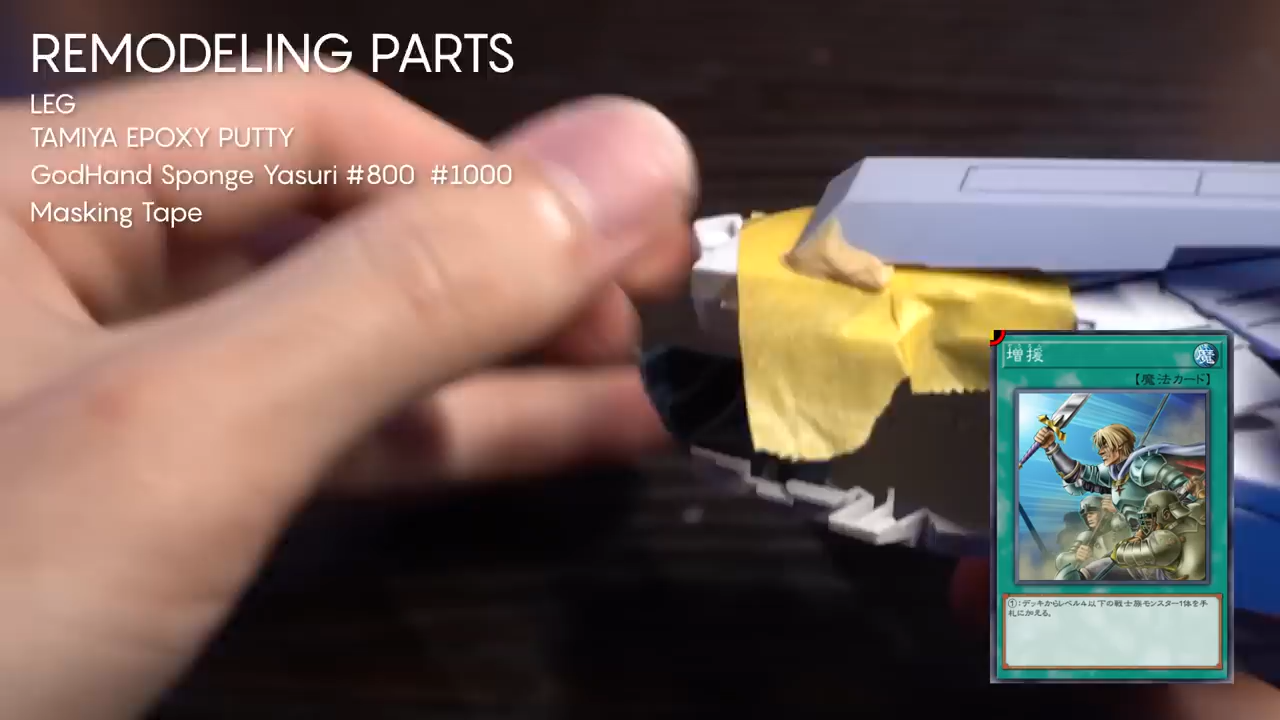 REMODELING PARTS
LEG
TAMIYA EPOXY PUTTY
GodHand Sponge Yasuri #800 #1000
Masking Tape
増援
魔
【魔法カード】
①：デッキからレベル4以下の戦士族モンスター1体を手
札に加える。